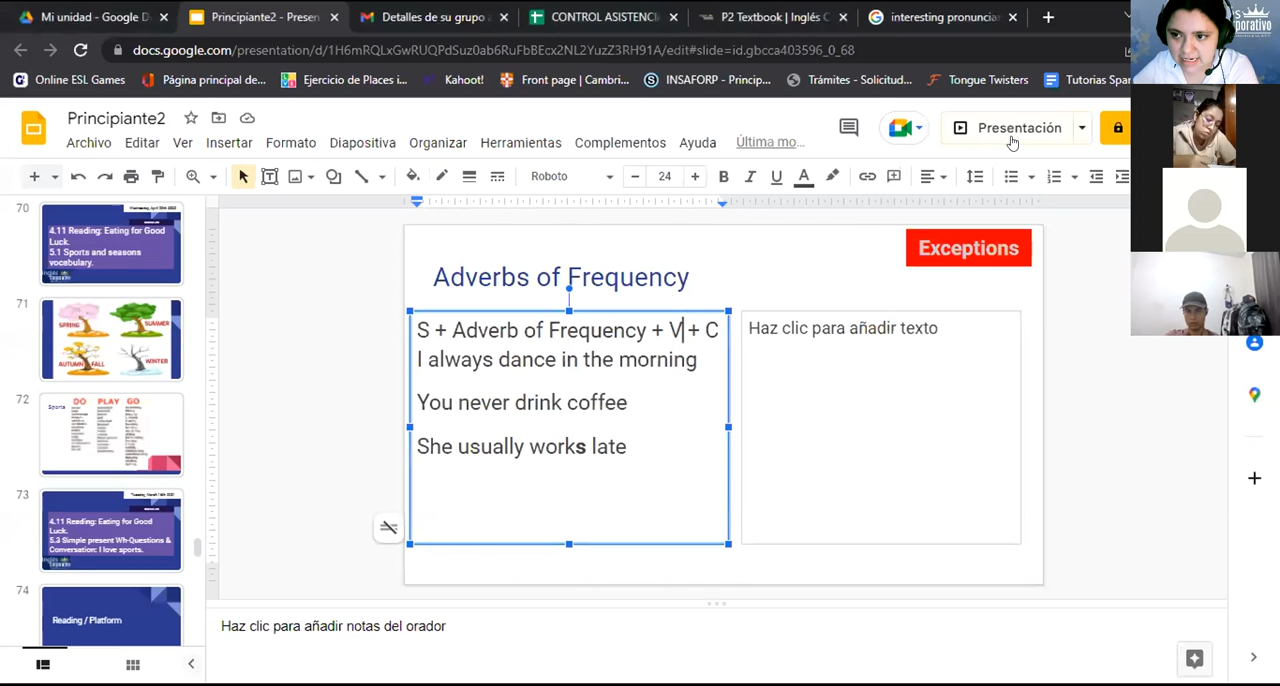 Mi unidad - Google D
Principiante2 - Presen
Detalles de su grupo
CONTROL ASISTENCI
P2 Textbook | Inglés C
interesting pronuncia
docs.google.com/presentation/d/1H6mRQLxGwRUQPdSuz0ab6RuFbBEcx2NL2YuzZ3RH91A/edit#slide=id.gbcca403596_0_68
Online ESL Games
Página principal de...
Ejercicio de Places i...
Kahoot!
Front page | Cambri...
INSAFORP - Princip...
Trámites - Solicitud...
Tongue Twisters
Tutorias Spar
Principiante2
Presentación
Archivo Editar Ver Insertar Formato Diapositiva Organizar Herramientas Complementos Ayuda Última mo...
Roboto
24
B I U A
70
4.11 Reading: Eating for Good
Luck.
5.1 Sports and seasons
vocabulary.
71
SPRING
SUMMER
AUTUMN/FALL
WINTER
72
Sports
DO PLAY GO
73
4.11 Reading: Eating for Good
Luck.
5.3 Simple present Wh-Questions &
Conversation: I love sports.
74
Reading / Platform
Exceptions
Adverbs of Frequency
S + Adverb of Frequency + V + C
I always dance in the morning
You never drink coffee
She usually works late
Haz clic para añadir texto
Haz clic para añadir notas del orador